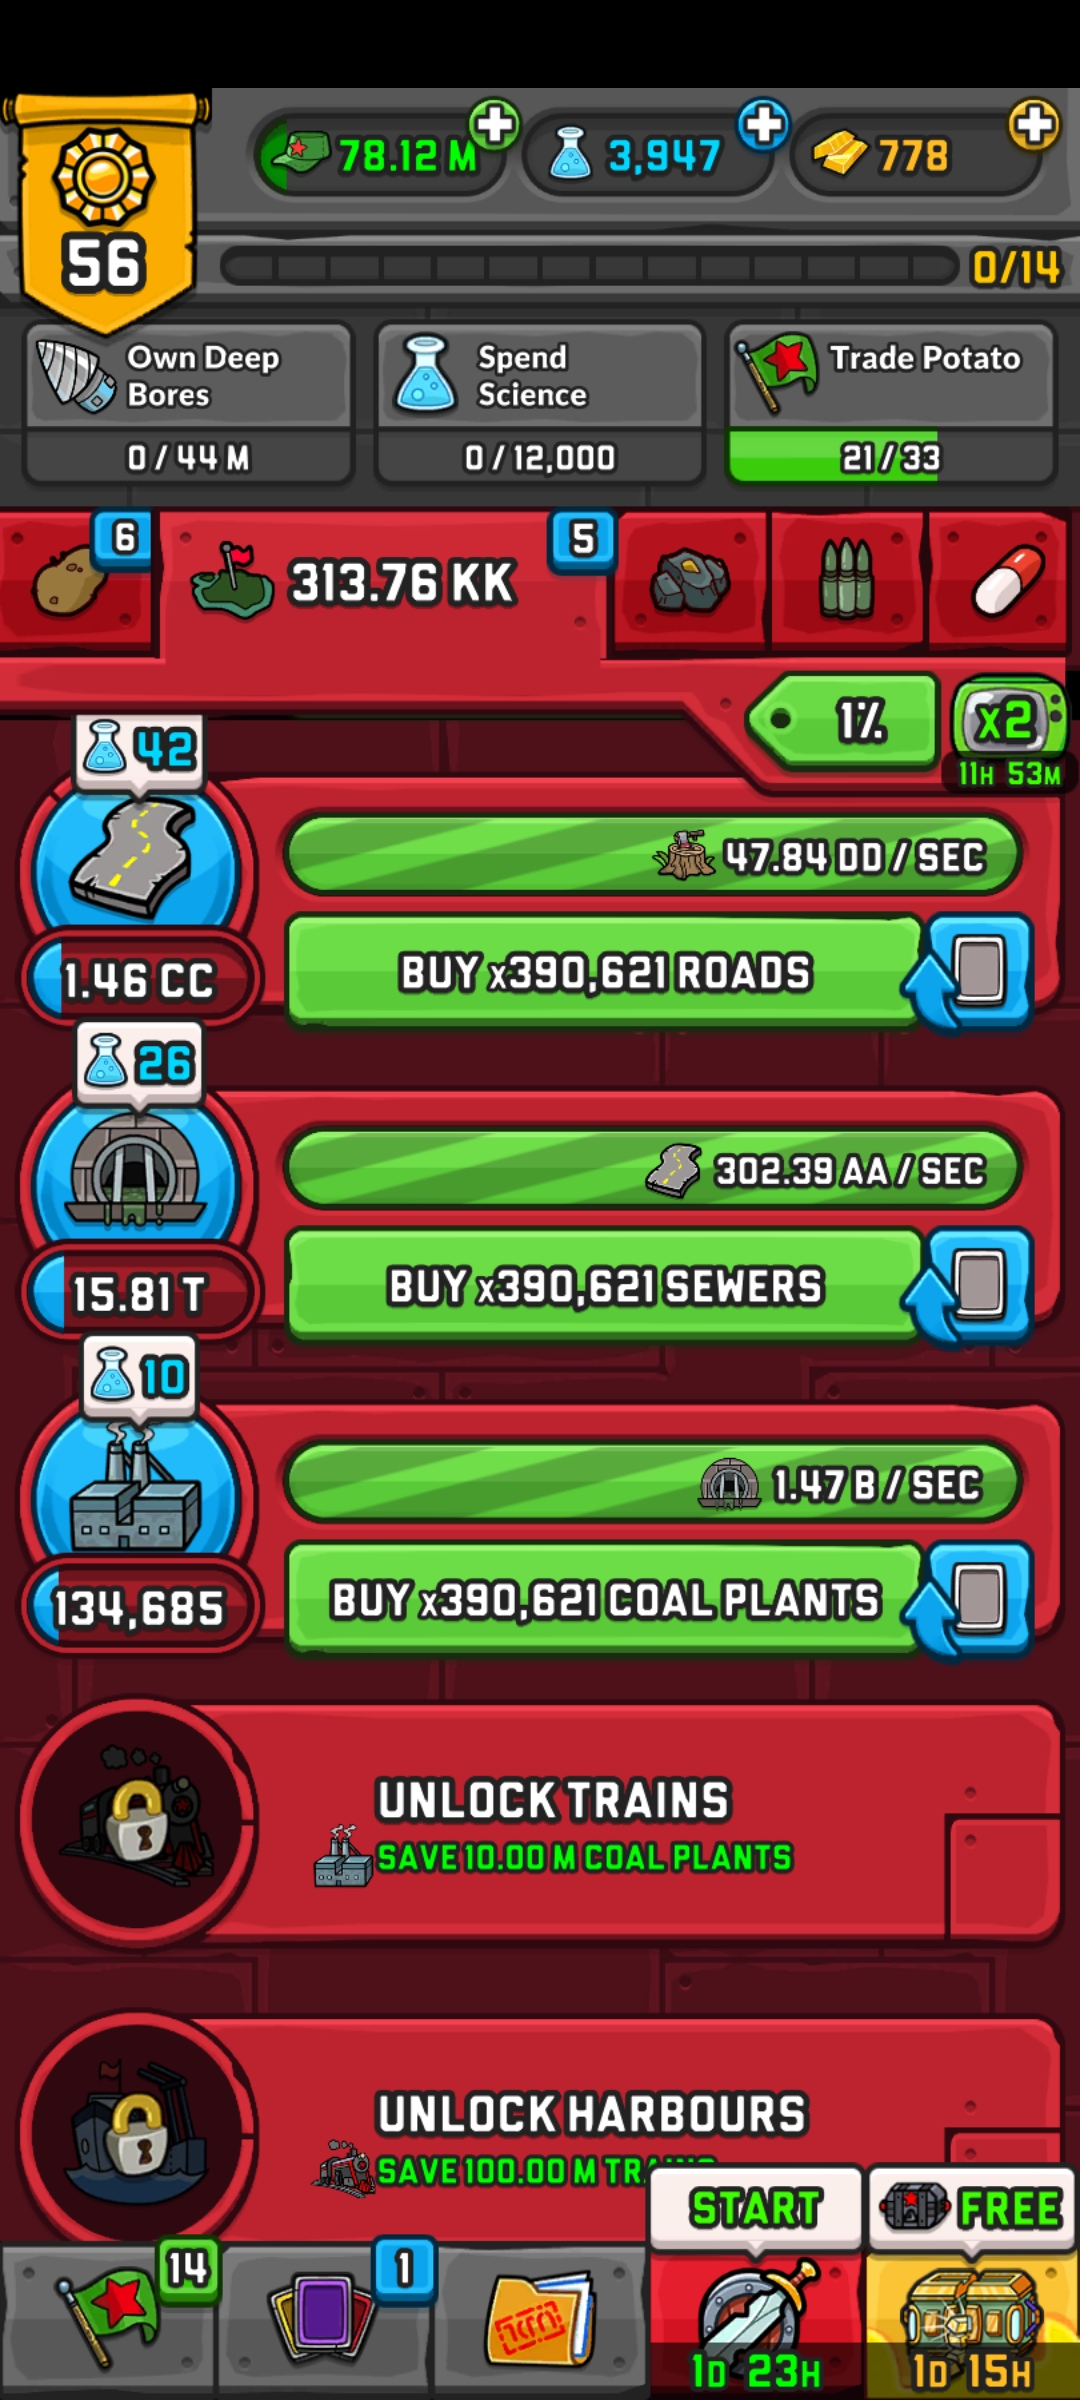 78.12 M
3,947
778
56
0/14
Own Deep
Bores
0 / 44 M
Spend
Science
0 / 12,000
Trade Potato
21 / 33
6
313.76 KK
5
1%
x2
11H 53M
42
47.84 DD / SEC
1.46 CC
BUY x390,621 ROADS
26
302.39 AA / SEC
15.81 T
BUY x390,621 SEWERS
10
1.47 B / SEC
134,685
BUY x390,621 COAL PLANTS
UNLOCK TRAINS
SAVE 10.00 M COAL PLANTS
UNLOCK HARBOURS
SAVE 100.00 M
START
FREE
14
1
1D 23H
1D 15H